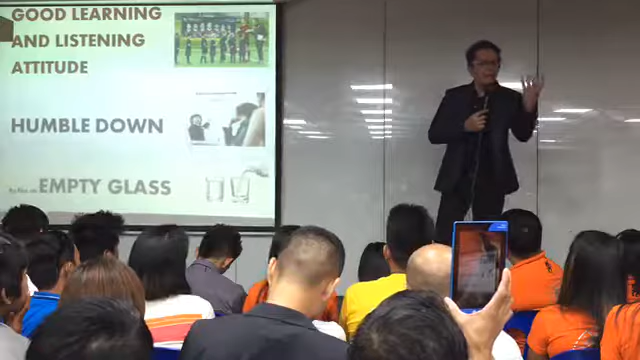 GOOD LEARNING
AND LISTENING
ATTITUDE
HUMBLE DOWN
EMPTY GLASS